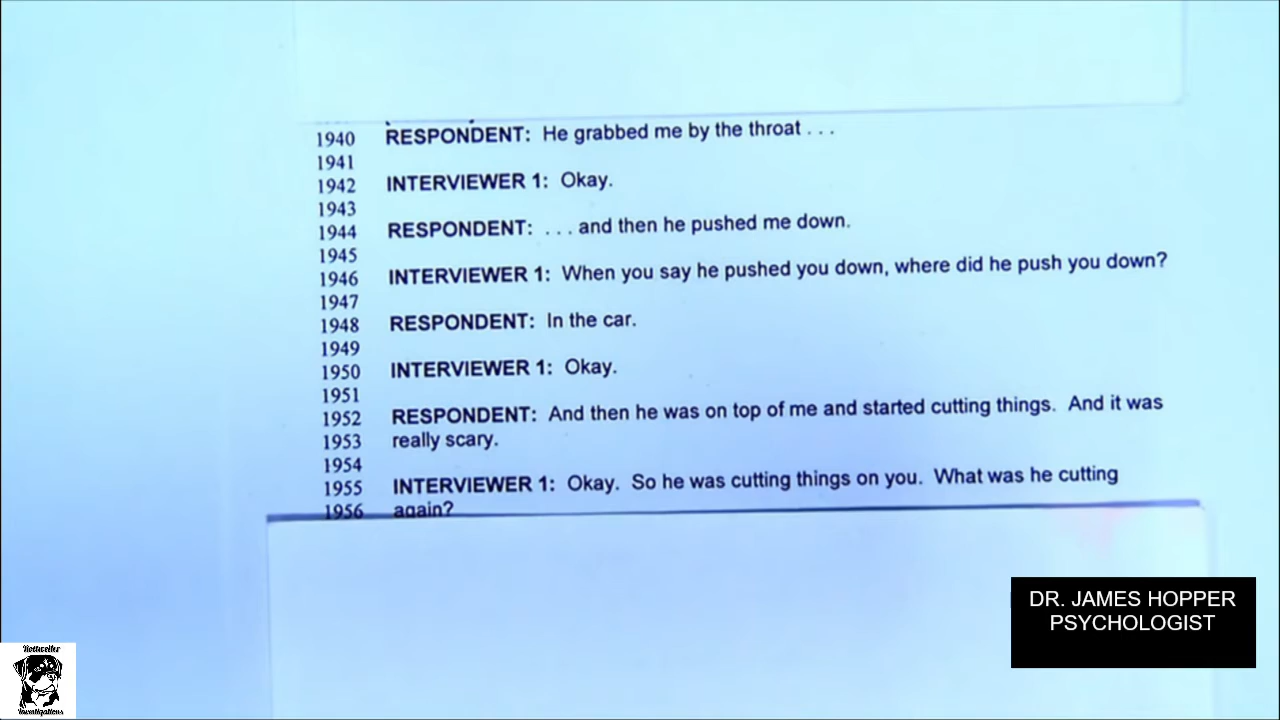 1940 RESPONDENT: He grabbed me by the throat . . .
1941
1942 INTERVIEWER 1: Okay.
1943
1944 RESPONDENT: . . . and then he pushed me down.
1945
1946 INTERVIEWER 1: When you say he pushed you down, where did he push you down?
1947
1948 RESPONDENT: In the car.
1949
1950 INTERVIEWER 1: Okay.
1951
1952 RESPONDENT: And then he was on top of me and started cutting things. And it was
1953 really scary.
1954
1955 INTERVIEWER 1: Okay. So he was cutting things on you. What was he cutting
1956 again?
DR. JAMES HOPPER
PSYCHOLOGIST
Rottweiler
Investigations